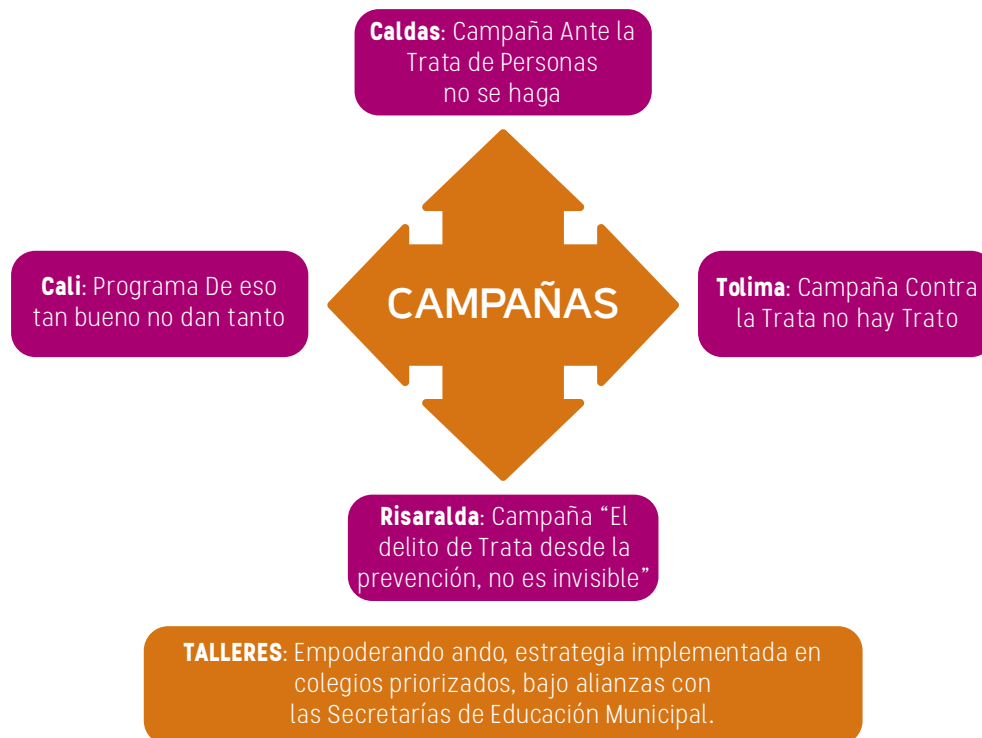 Caldas: Campaña Ante la
Trata de Personas
no se haga
Cali: Programa De eso
tan bueno no dan tanto
CAMPAÑAS
Tolima: Campaña Contra
la Trata no hay Trato
Risaralda: Campaña “El
delito de Trata desde la
prevención, no es invisible”
TALLERES: Empoderando ando, estrategia implementada en
colegios priorizados, bajo alianzas con
las Secretarías de Educación Municipal.